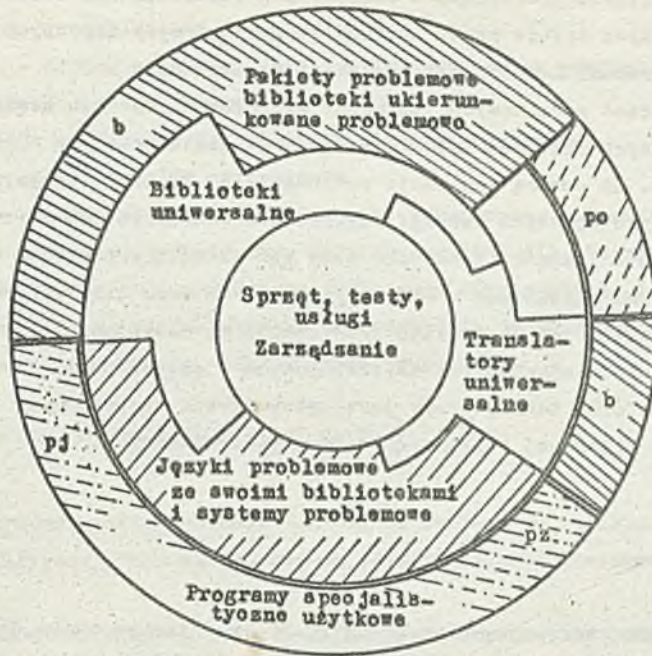 Pakiety problemowe
biblioteki ukierun-
kowane problemowo
b
Biblioteki
uniwersalne
po
Sprzęt, testy,
usługi
Zarządzanie
Transla-
tory
uniwer-
salne
b
pj
Języki problemowe
ze swoimi bibliotekami
i systemy problemowe
pz
Programy specjalis-
tyczne użytkowe